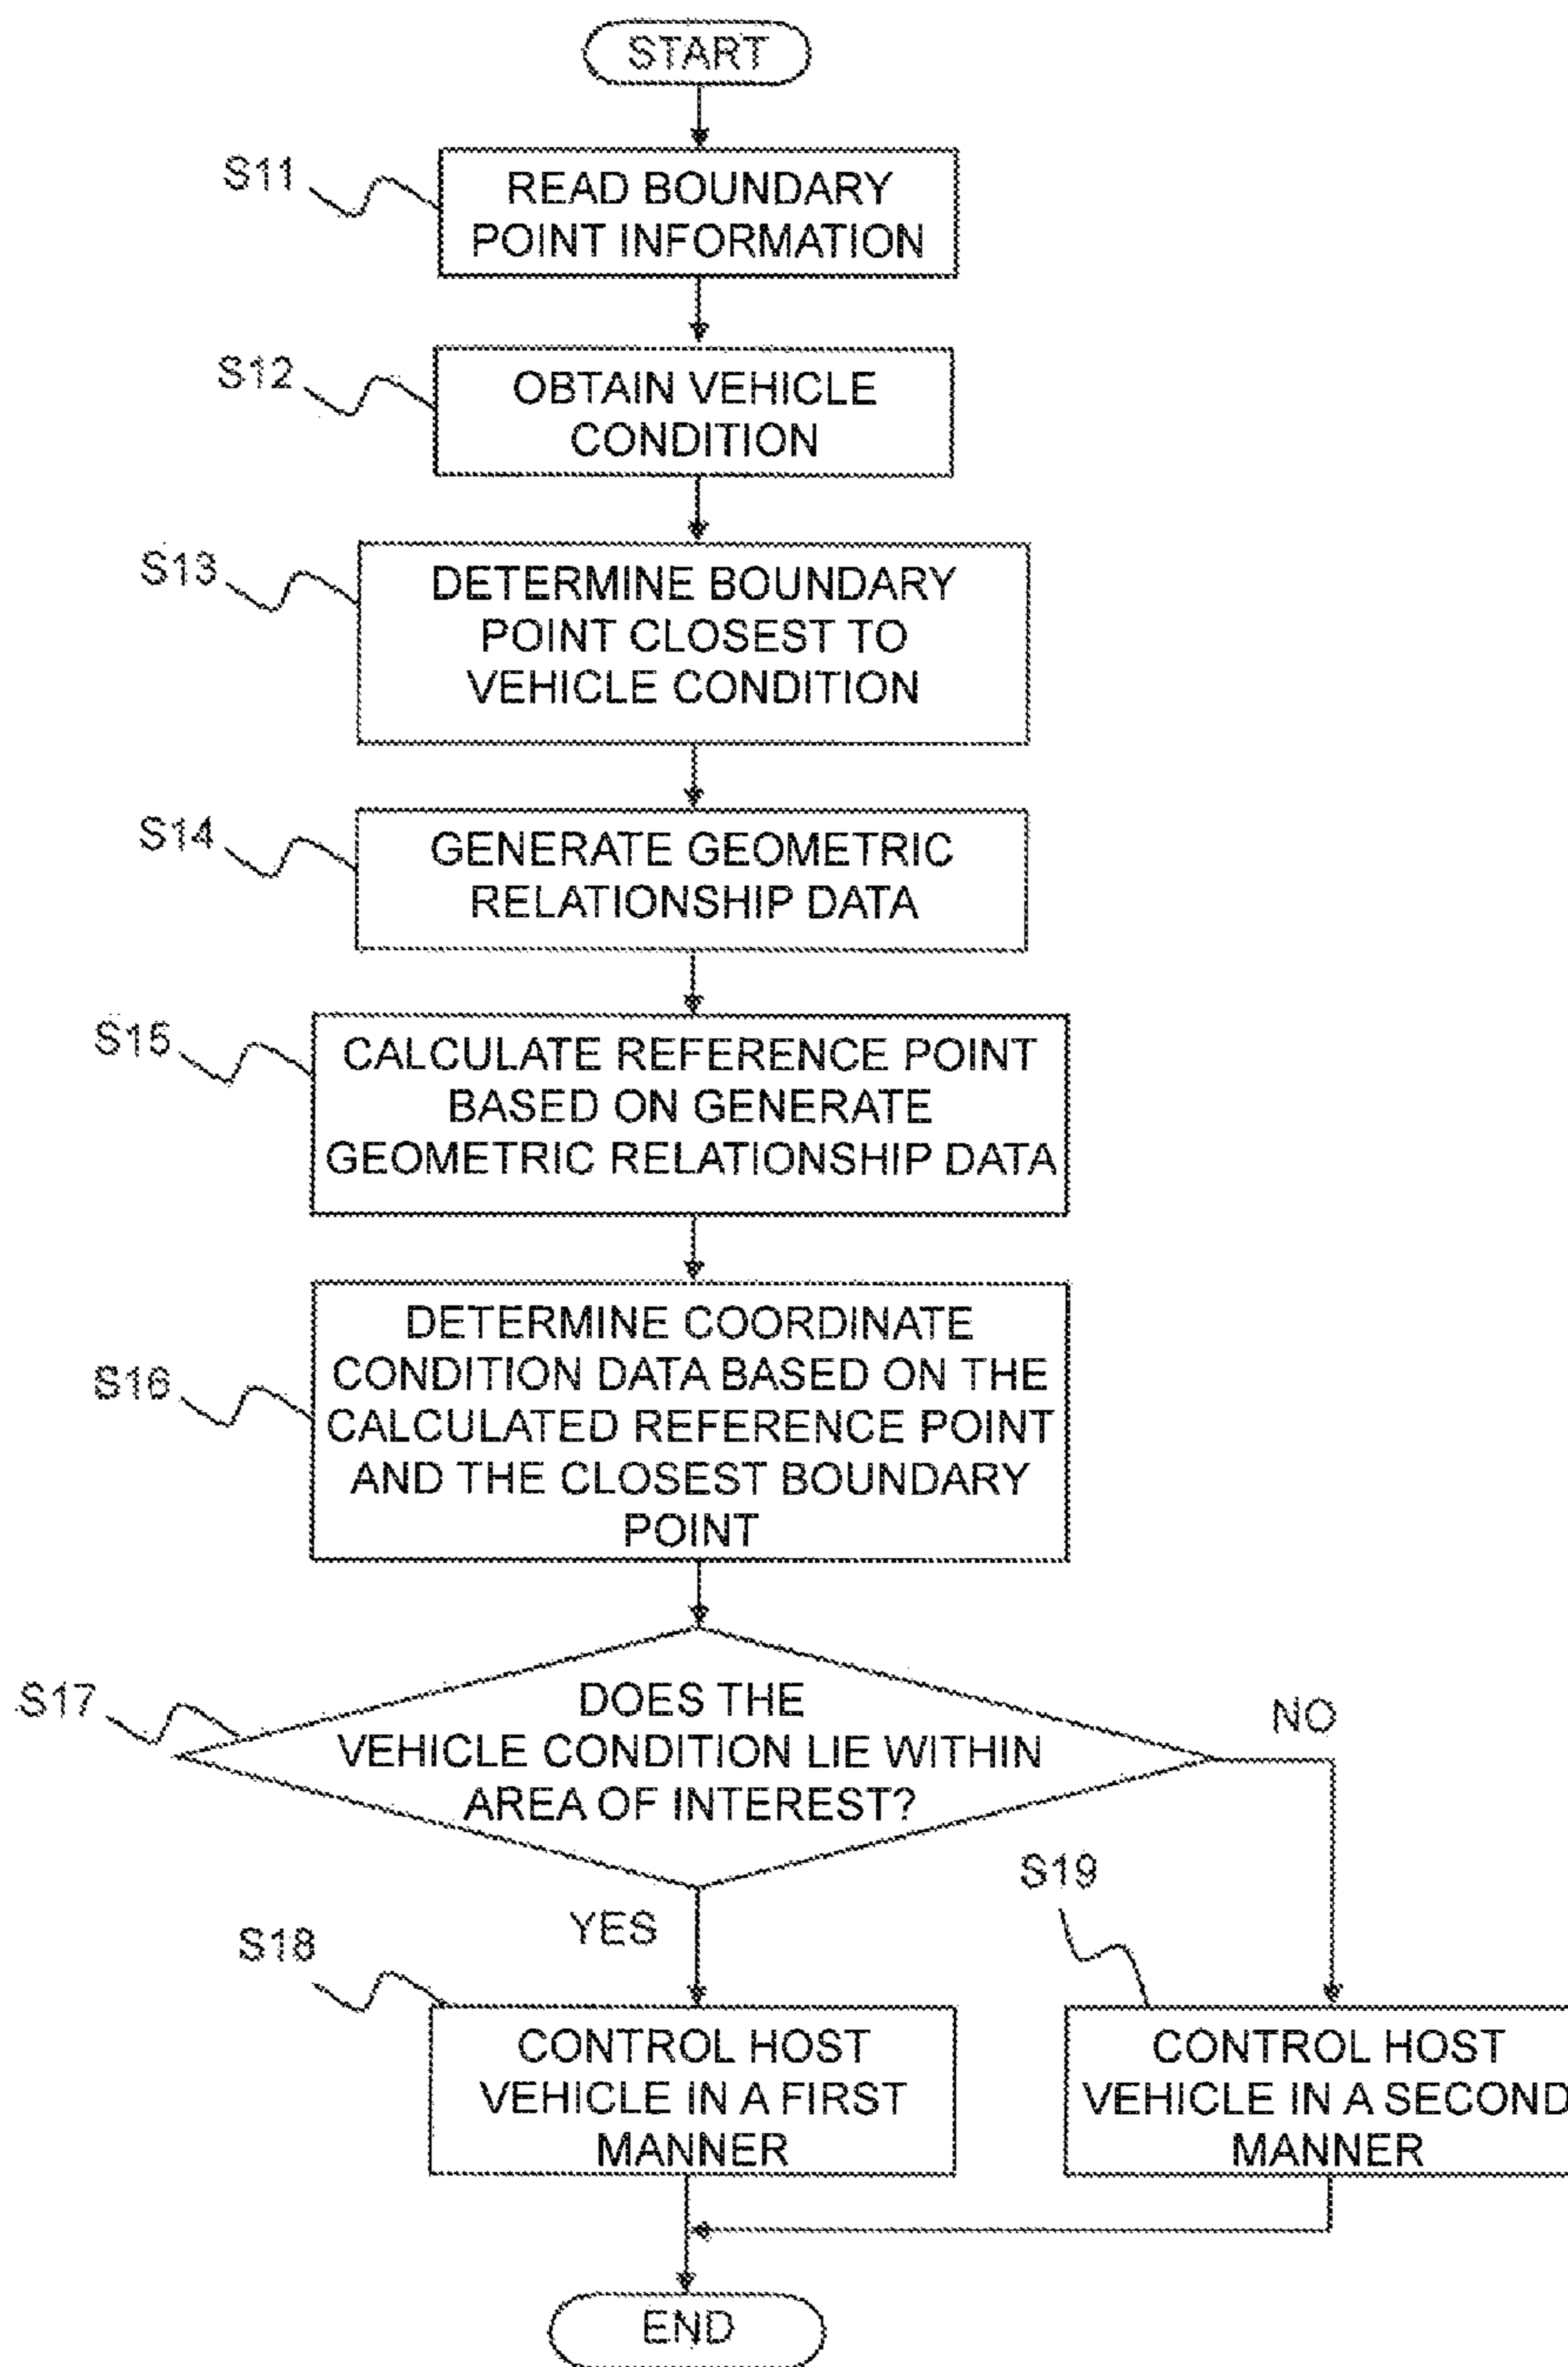 START
S11
READ BOUNDARY
POINT INFORMATION
S12
OBTAIN VEHICLE
CONDITION
S13
DETERMINE BOUNDARY
POINT CLOSEST TO
VEHICLE CONDITION
S14
GENERATE GEOMETRIC
RELATIONSHIP DATA
S15
CALCULATE REFERENCE POINT
BASED ON GENERATE
GEOMETRIC RELATIONSHIP DATA
S16
DETERMINE COORDINATE
CONDITION DATA BASED ON THE
CALCULATED REFERENCE POINT
AND THE CLOSEST BOUNDARY
POINT
S17
DOES THE
VEHICLE CONDITION LIE WITHIN
AREA OF INTEREST?
NO
YES
S18
CONTROL HOST
VEHICLE IN A FIRST
MANNER
S19
CONTROL HOST
VEHICLE IN A SECOND
MANNER
END